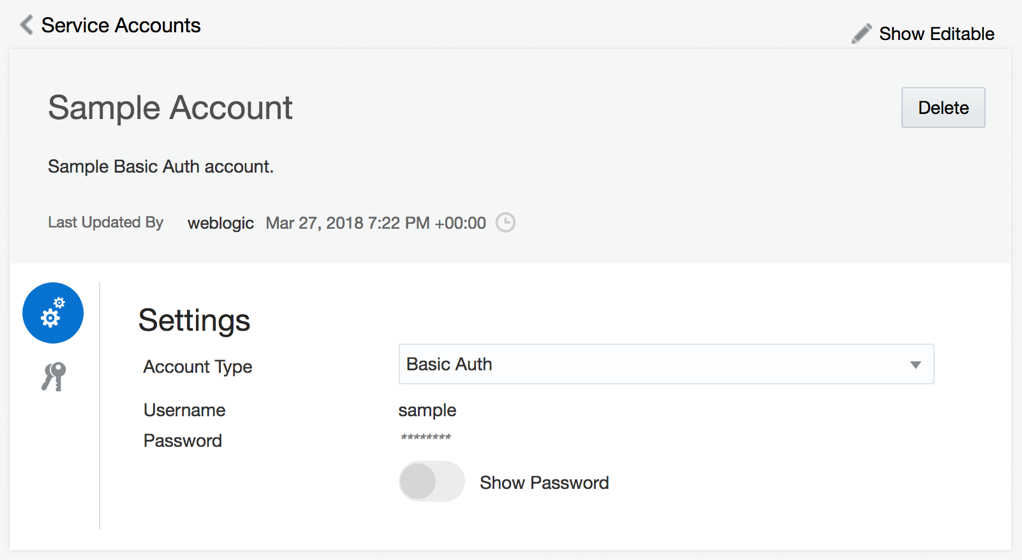 Service Accounts
Show Editable
Sample Account
Delete
Sample Basic Auth account.
Last Updated By weblogic Mar 27, 2018 7:22 PM +00:00
Settings
Account Type Basic Auth
Username sample
Password ********
Show Password